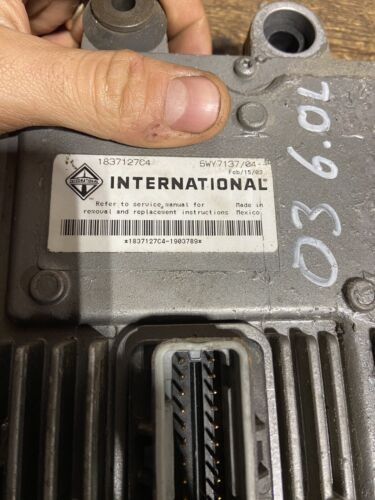 1837127C4 5WY7137/04-
Feb/15/03
INTERNATIONAL
Refer to service manual for Made in
removal and replacement instructions Mexico.
*1837127C4-1903789*
03 6.0L